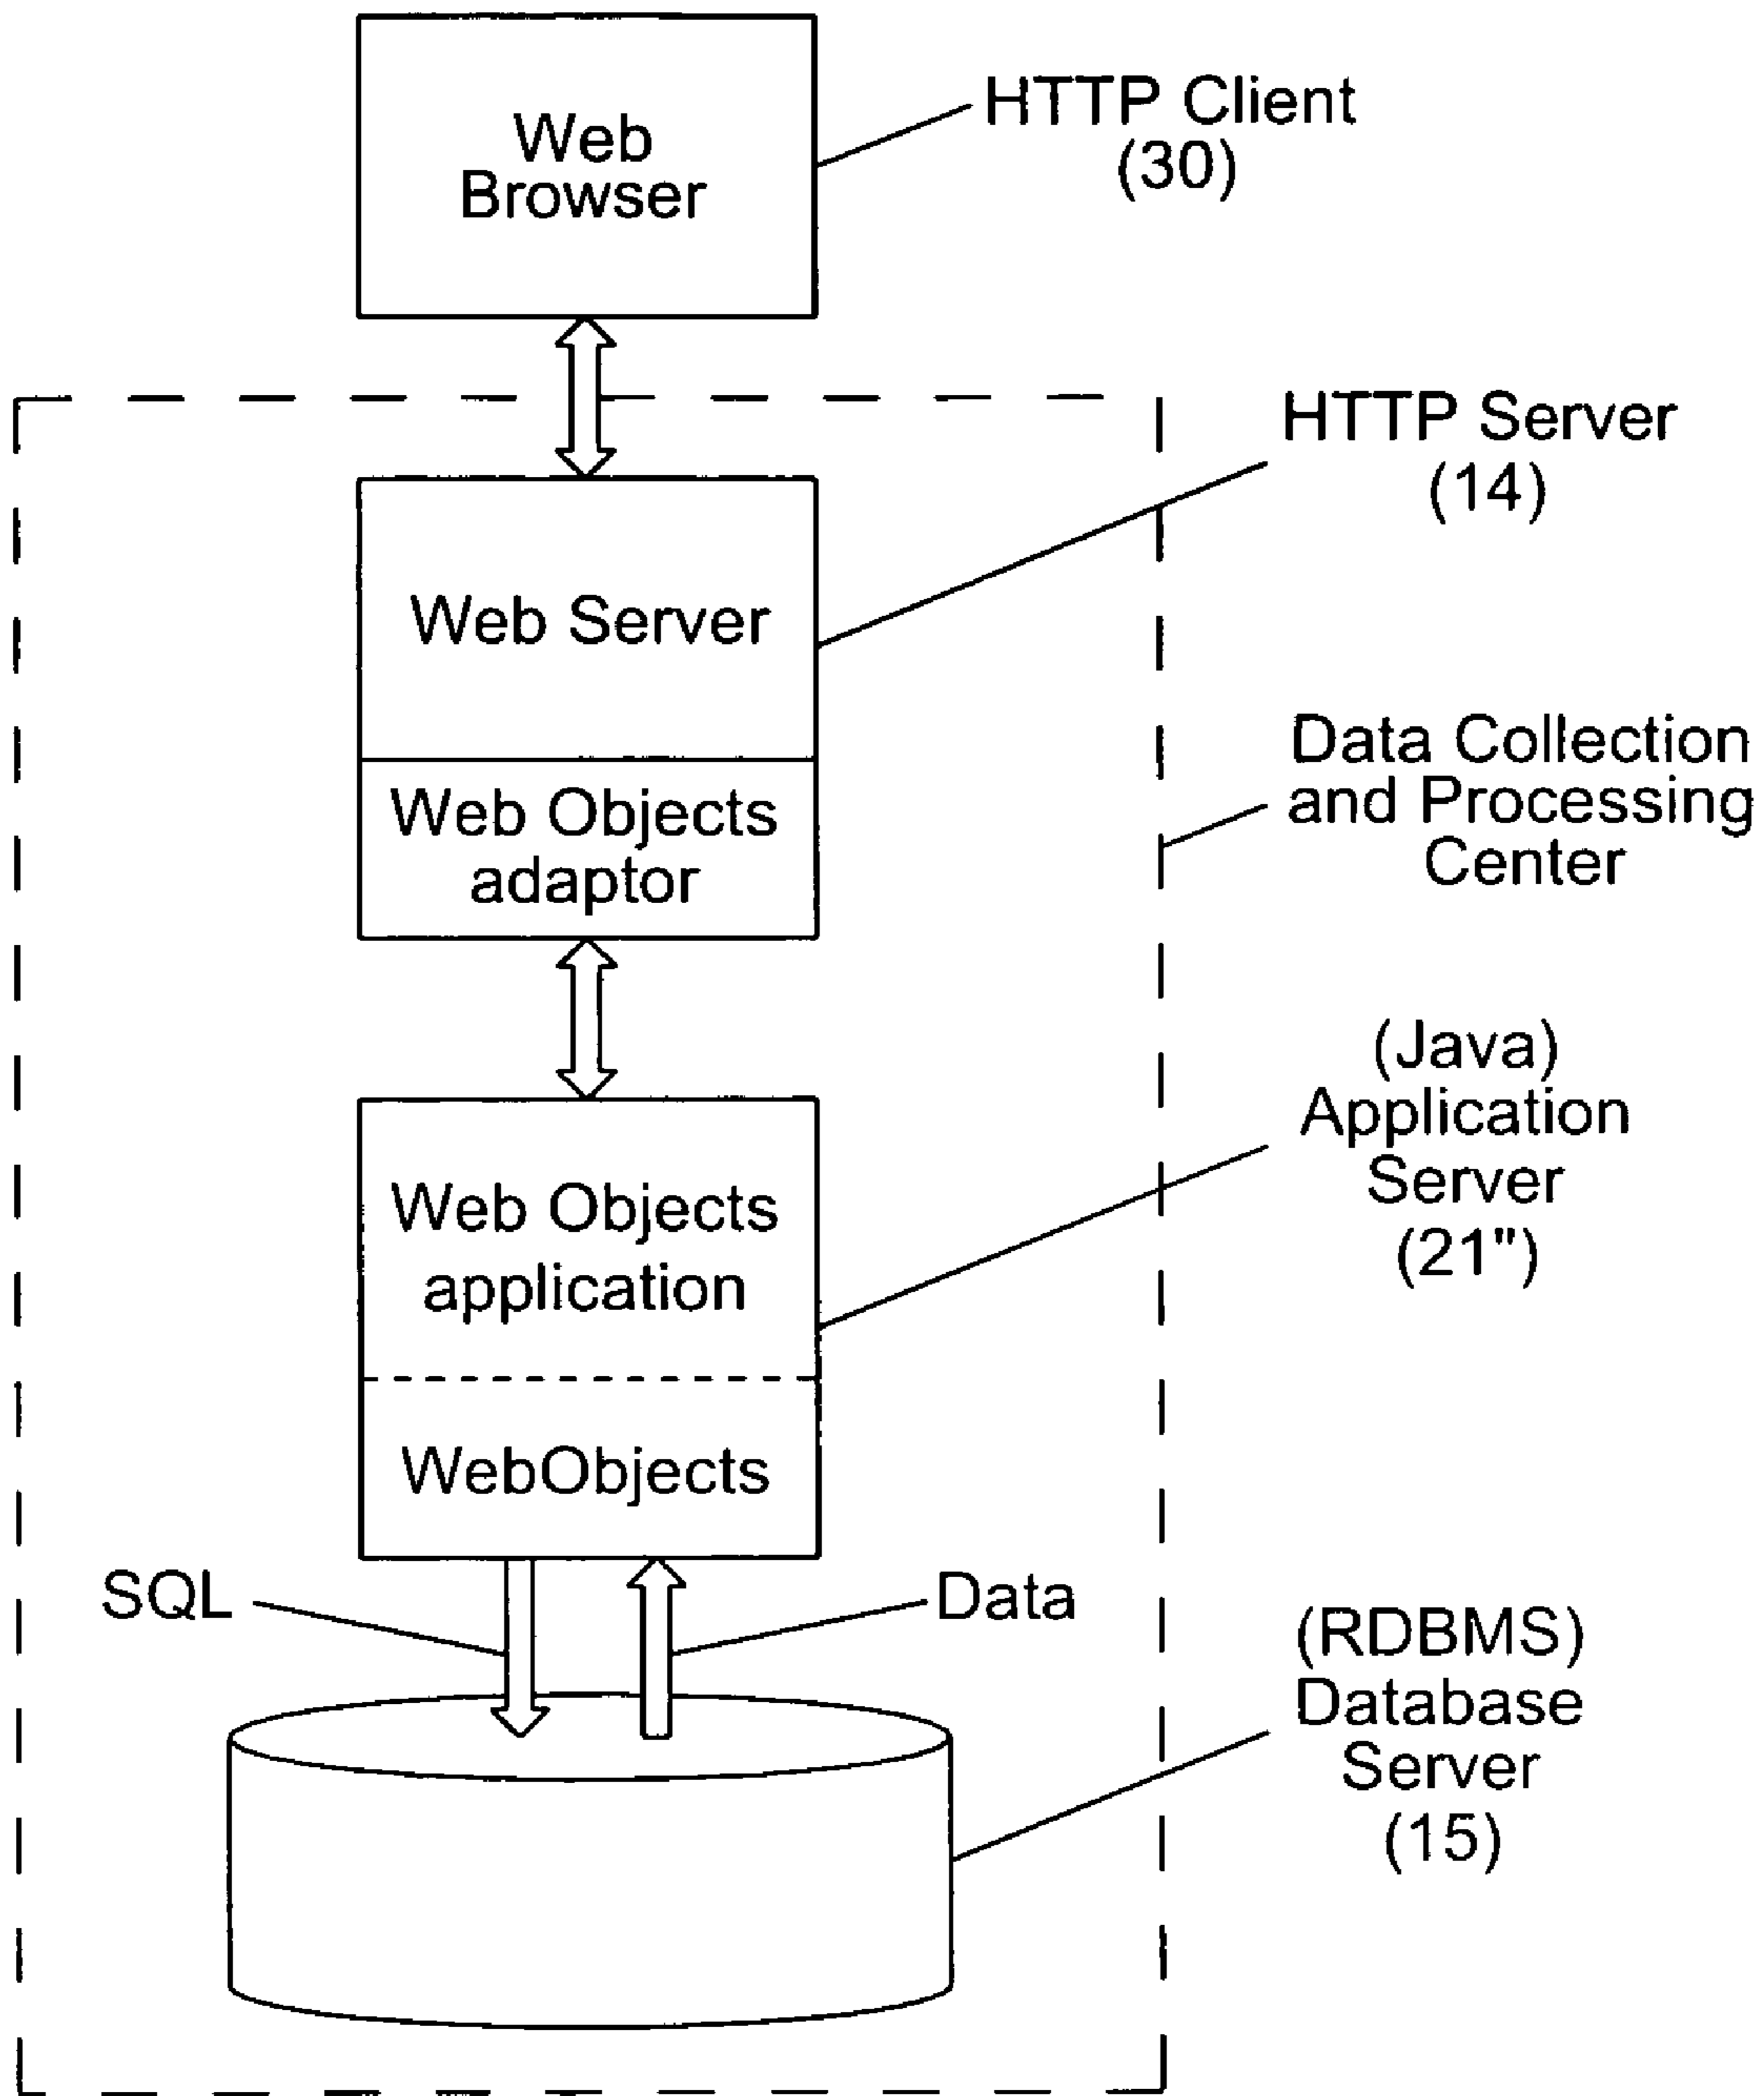 Web
Browser
HTTP Client
(30)
HTTP Server
(14)
Web Server
Web Objects
adaptor
Data Collection
and Processing
Center
(Java)
Application
Server
(21")
Web Objects
application
WebObjects
SQL
Data
(RDBMS)
Database
Server
(15)